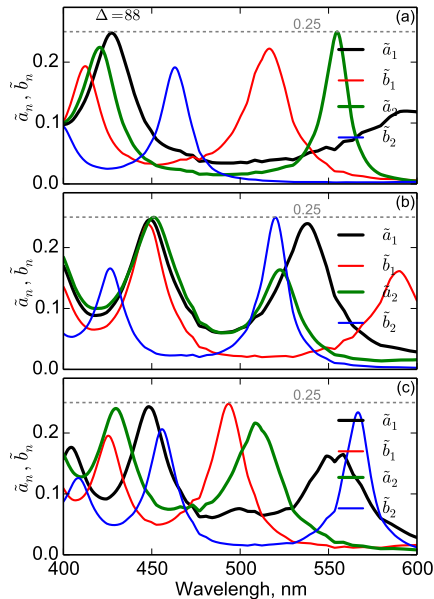 Δ=88
(a)
0.25
ã₁
b̃₁
ã₂
b̃₂
0.2
0.1
0.0
ãₙ, b̃ₙ
(b)
0.25
ã₁
b̃₁
ã₂
b̃₂
0.2
0.1
0.0
ãₙ, b̃ₙ
(c)
0.25
ã₁
b̃₁
ã₂
b̃₂
0.2
0.1
0.0
ãₙ, b̃ₙ
400 450 500 550 600
Wavelengh, nm